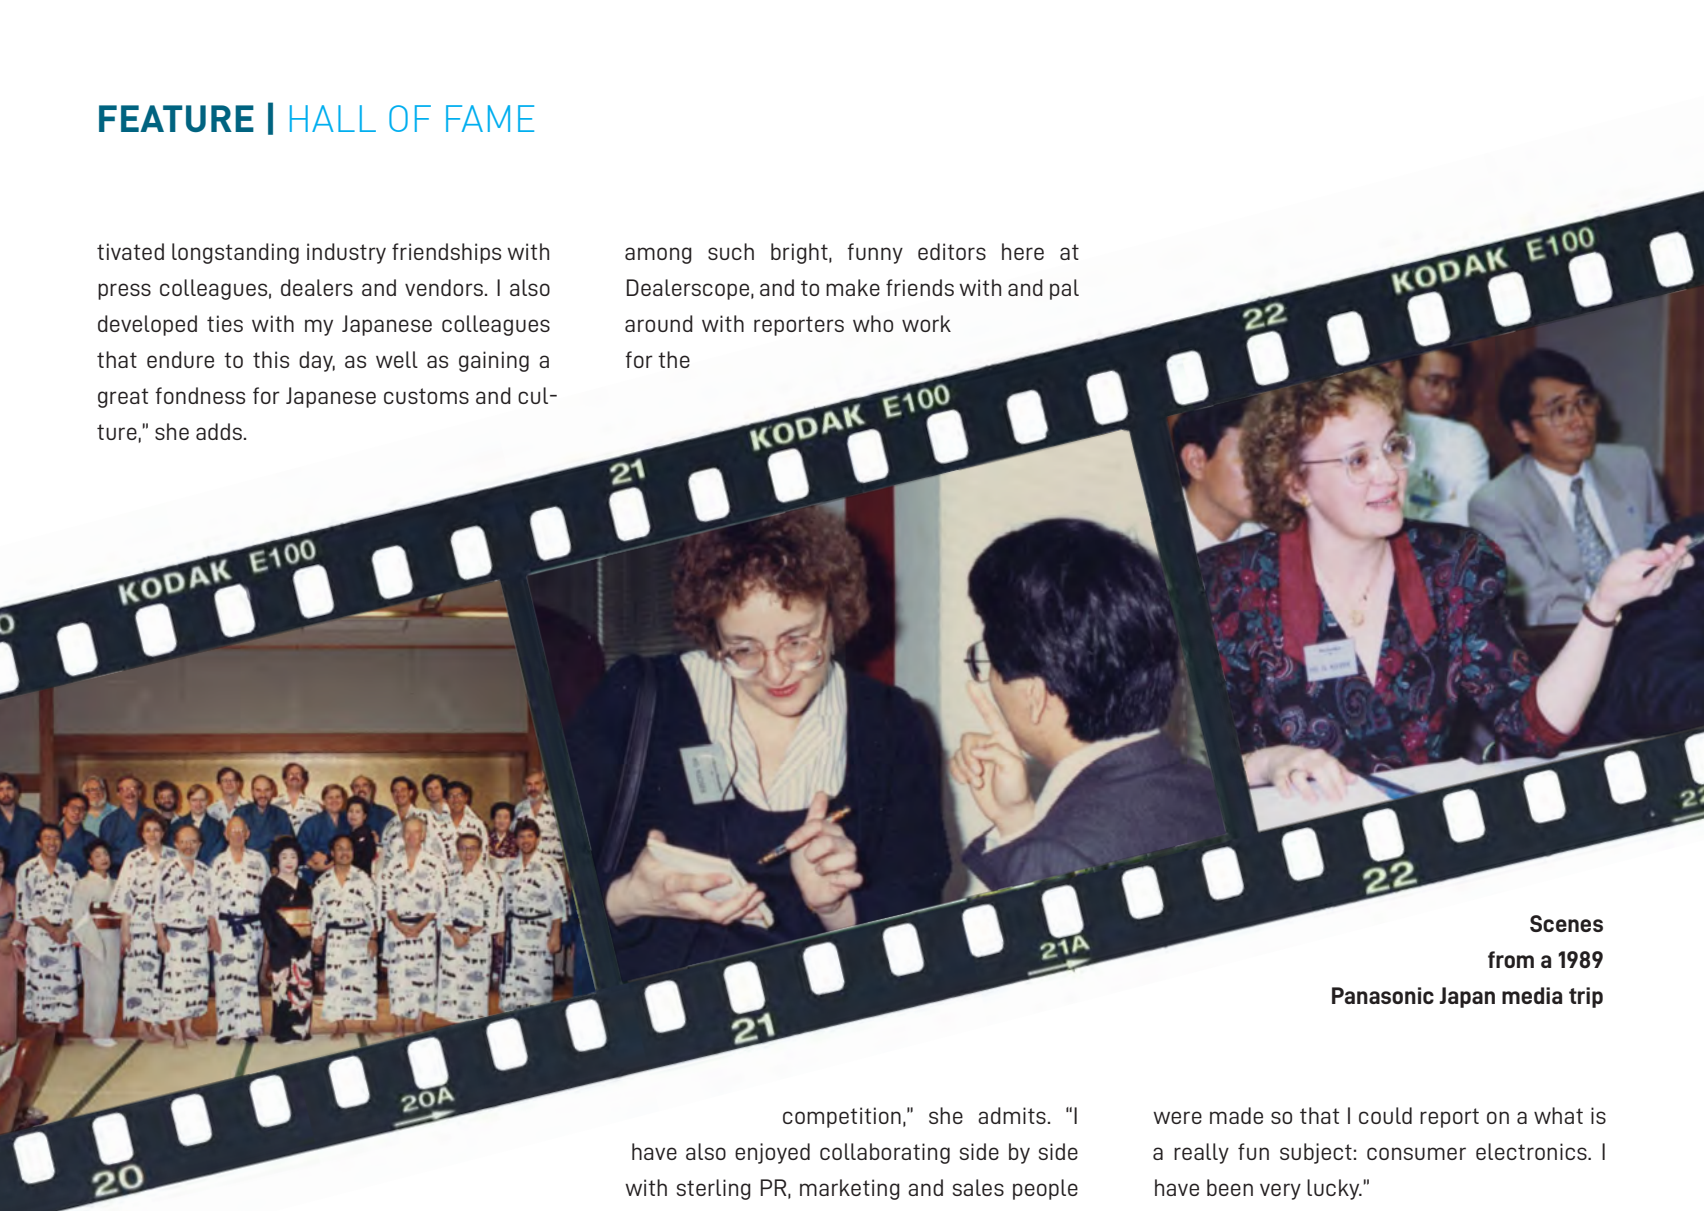 FEATURE | HALL OF FAME
tivated longstanding industry friendships with
press colleagues, dealers and vendors. I also
developed ties with my Japanese colleagues
that endure to this day, as well as gaining a
great fondness for Japanese customs and cul-
ture,” she adds.
among such bright, funny editors here at
Dealerscope, and to make friends with and pal
around with reporters who work
for the
KODAK E100
21
KODAK E100
22
KODAK E100
20
20A
21
21A
22
Scenes
from a 1989
Panasonic Japan media trip
competition,” she admits. “I
have also enjoyed collaborating side by side
with sterling PR, marketing and sales people
were made so that I could report on a what is
a really fun subject: consumer electronics. I
have been very lucky.”